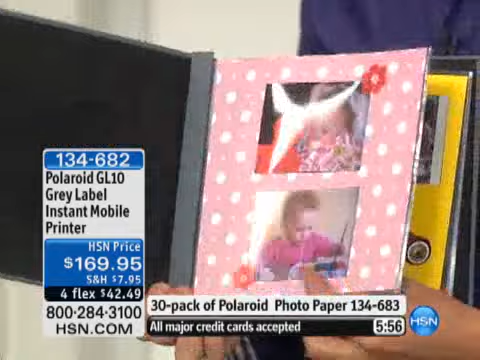 134-682
Polaroid GL10
Grey Label
Instant Mobile
Printer
HSN Price
$169.95
S&H $7.95
4 flex $42.49
800-284-3100
HSN.COM
30-pack of Polaroid Photo Paper 134-683
All major credit cards accepted
5:56
HSN